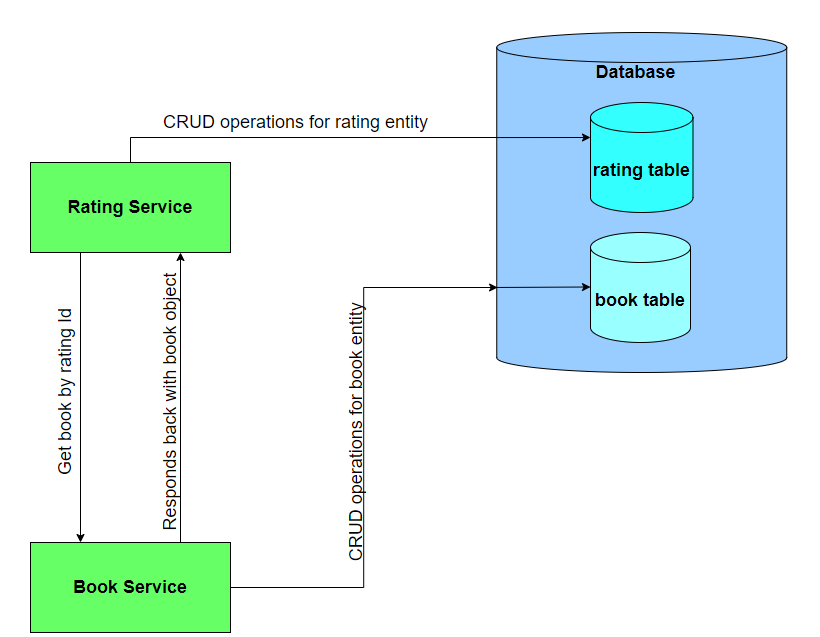 Database
CRUD operations for rating entity
rating table
Rating Service
book table
Get book by rating Id
Responds back with book object
CRUD operations for book entity
Book Service